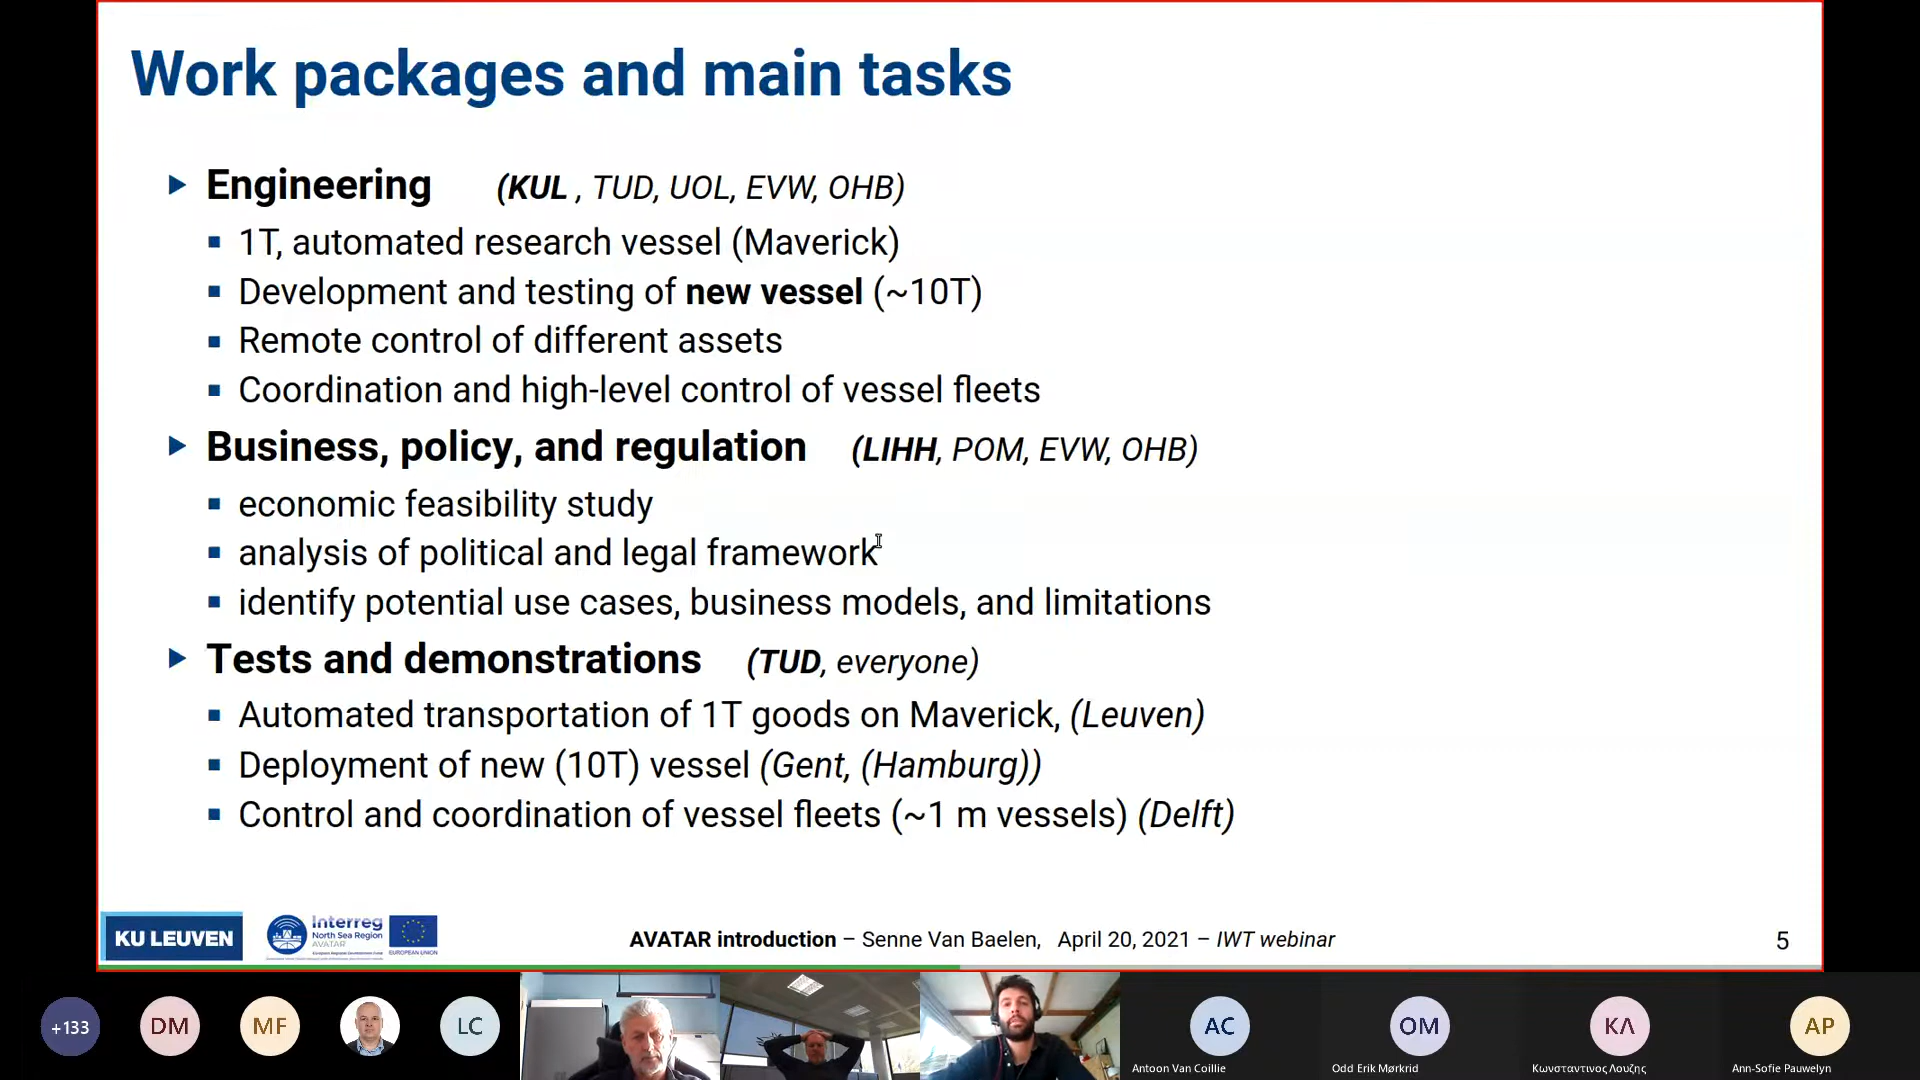 Work packages and main tasks
Engineering (KUL , TUD, UOL, EVW, OHB)
1T, automated research vessel (Maverick)
Development and testing of new vessel (~10T)
Remote control of different assets
Coordination and high-level control of vessel fleets
Business, policy, and regulation (LIHH, POM, EVW, OHB)
economic feasibility study
analysis of political and legal framework
identify potential use cases, business models, and limitations
Tests and demonstrations (TUD, everyone)
Automated transportation of 1T goods on Maverick, (Leuven)
Deployment of new (10T) vessel (Gent, (Hamburg))
Control and coordination of vessel fleets (~1 m vessels) (Delft)
KU LEUVEN
Interreg
North Sea Region
AVATAR
European Regional Development Fund
EUROPEAN UNION
AVATAR introduction – Senne Van Baelen, April 20, 2021 – IWT webinar
5
+133
DM
MF
LC
AC
OM
ΚΛ
AP
Antoon Van Coillie
Odd Erik Mørkrid
Κωνσταντινος Λουζης
Ann-Sofie Pauwelyn